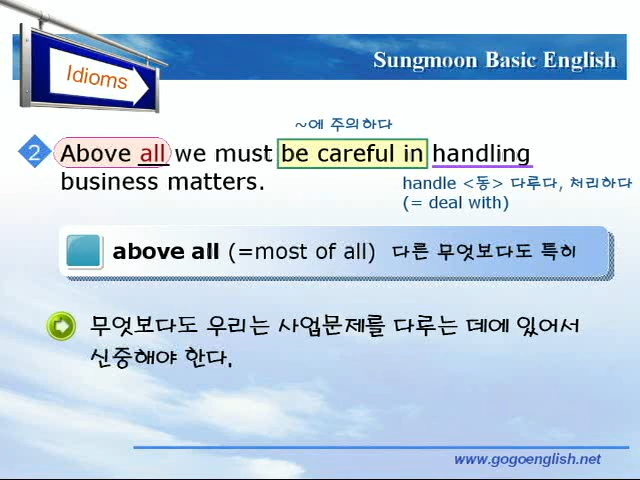 Sungmoon Basic English
Idioms
~에 주의하다
2 Above all we must be careful in handling
business matters.
handle <동> 다루다, 처리하다
(= deal with)
above all (=most of all) 다른 무엇보다도 특히
무엇보다도 우리는 사업문제를 다루는 데에 있어서
신중해야 한다.
www.gogoenglish.net